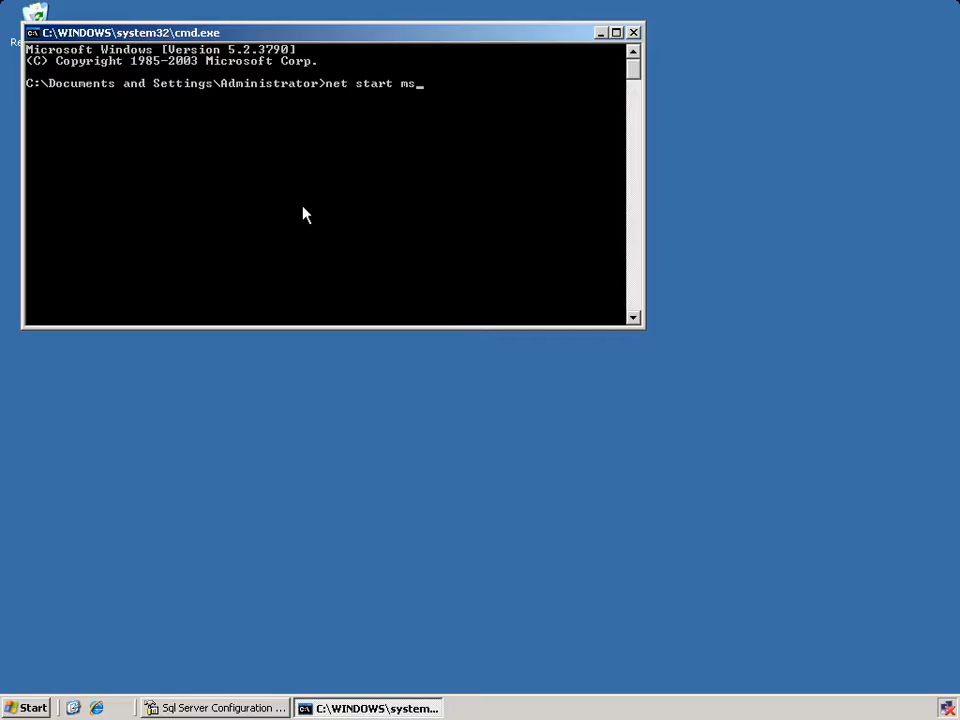 Re
C:\WINDOWS\system32\cmd.exe
Microsoft Windows [Version 5.2.3790]
(C) Copyright 1985-2003 Microsoft Corp.
C:\Documents and Settings\Administrator>net start ms_
Start
Sql Server Configuration ...
C:\WINDOWS\system...